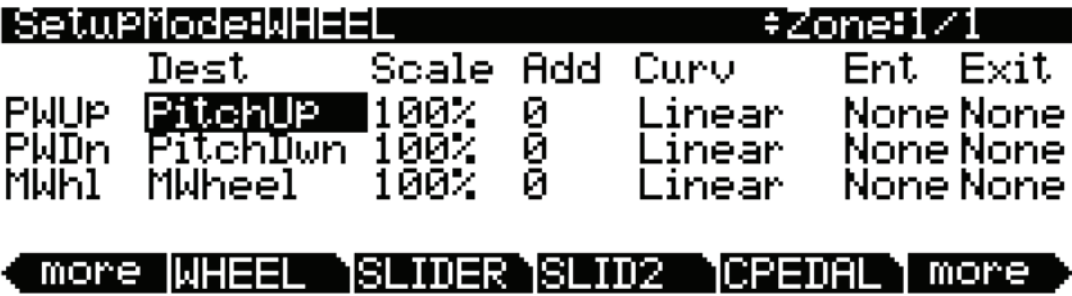 SetupMode:WHEEL ÷Zone:1/1
Dest Scale Add Curv Ent Exit
PWUp PitchUp 100% 0 Linear None None
PWDn PitchDwn 100% 0 Linear None None
MWhl MWheel 100% 0 Linear None None
more WHEEL SLIDER SLID2 CPEDAL more